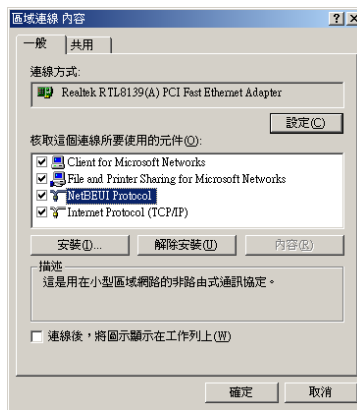 區域連線 內容
一般
共用
連線方式:
Realtek RTL8139(A) PCI Fast Ethernet Adapter
設定(C)
核取這個連線所要使用的元件(O):
Client for Microsoft Networks
File and Printer Sharing for Microsoft Networks
NetBEUI Protocol
Internet Protocol (TCP/IP)
安裝(I)...
解除安裝(U)
內容(R)
描述
這是用在小型區域網路的非路由式通訊協定。
連線後，將圖示顯示在工作列上(W)
確定
取消